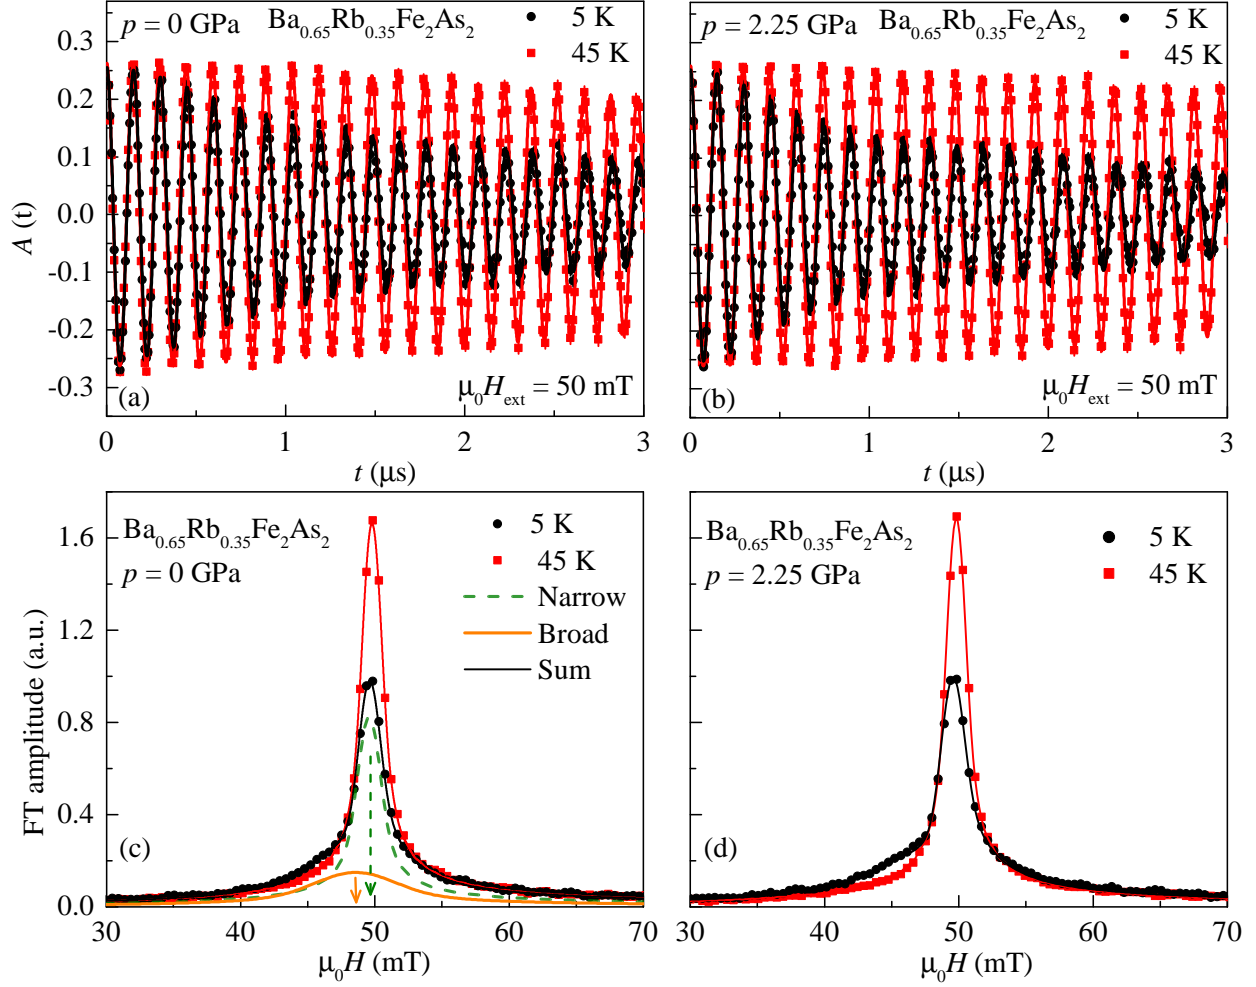 p = 0 GPa Ba0.65Rb0.35Fe2As2 5 K
45 K
0.3
0.2
0.1
0.0
-0.1
-0.2
-0.3
A (t)
(a) μ0Hext = 50 mT
0 1 2 3
t (μs)
p = 2.25 GPa Ba0.65Rb0.35Fe2As2 5 K
45 K
(b) μ0Hext = 50 mT
0 1 2 3
t (μs)
Ba0.65Rb0.35Fe2As2 5 K
p = 0 GPa 45 K
Narrow
Broad
Sum
1.6
1.2
0.8
0.4
0.0
FT amplitude (a.u.)
(c)
30 40 50 60 70
μ0H (mT)
Ba0.65Rb0.35Fe2As2 5 K
p = 2.25 GPa 45 K
(d)
30 40 50 60 70
μ0H (mT)